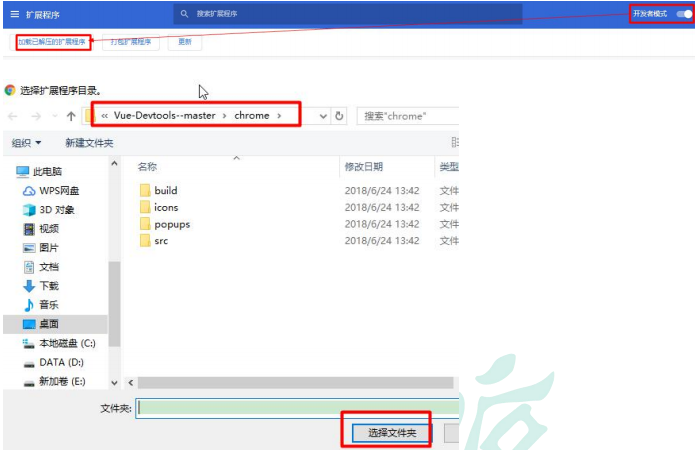 扩展程序
搜索扩展程序
开发者模式
加载已解压的扩展程序
打包扩展程序
更新
选择扩展程序目录。
« Vue-Devtools--master › chrome ›
搜索"chrome"
组织
新建文件夹
此电脑
WPS网盘
3D 对象
视频
图片
文档
下载
音乐
桌面
本地磁盘 (C:)
DATA (D:)
新加卷 (E:)
名称 修改日期 类型
build 2018/6/24 13:42 文件
icons 2018/6/24 13:42 文件
popups 2018/6/24 13:42 文件
src 2018/6/24 13:42 文件
文件夹:
选择文件夹